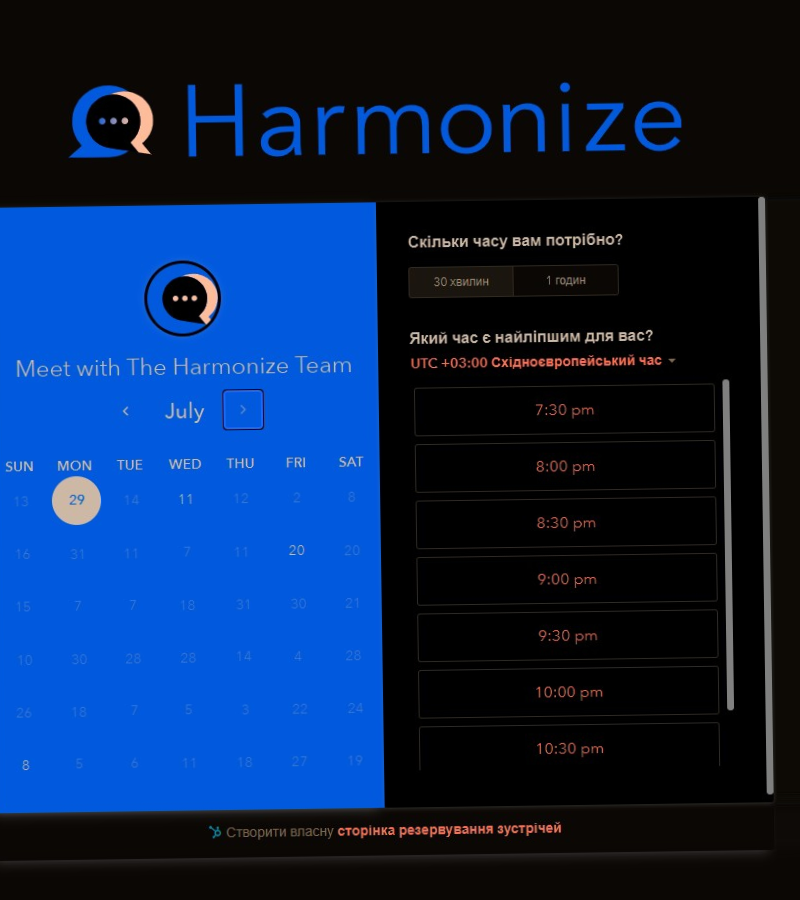 Harmonize
Meet with The Harmonize Team
July
SUN MON TUE WED THU FRI SAT
13 29 14 11 12 2 8
16 31 11 7 11 20 20
15 7 7 18 31 30 21
10 30 28 28 14 4 28
26 18 7 5 3 22 24
8 5 6 11 18 27 19
Скільки часу вам потрібно?
30 хвилин 1 годин
Який час є найліпшим для вас?
UTC +03:00 Східноєвропейський час
7:30 pm
8:00 pm
8:30 pm
9:00 pm
9:30 pm
10:00 pm
10:30 pm
Створити власну сторінка резервування зустрічей